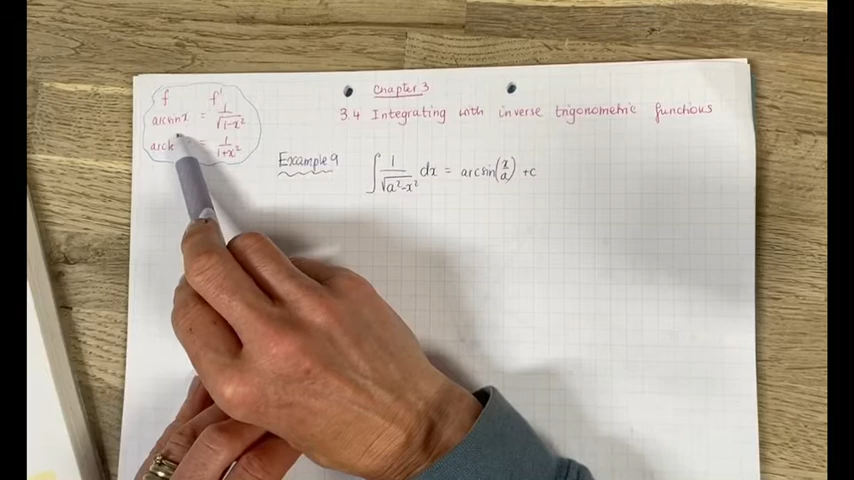 Chapter 3
3.4 Integrating with inverse trigonometric functions
f f'
arcsin x = 1/√(1-x²)
= 1/(1+x²)
Example 9 ∫ 1/√(a²-x²) dx = arcsin(x/a) +c